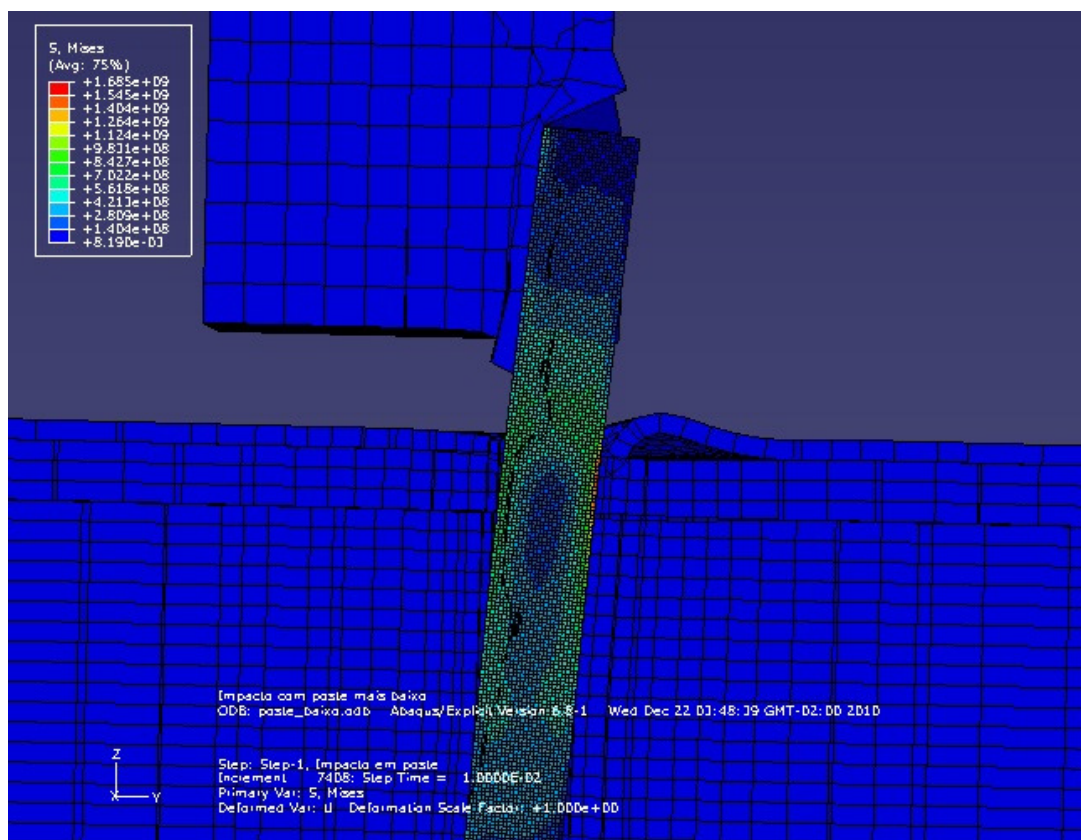 S, Mises
(Avg: 75%)
+1.685e+09
+1.545e+09
+1.404e+09
+1.264e+09
+1.124e+09
+9.831e+08
+8.427e+08
+7.022e+08
+5.618e+08
+4.213e+08
+2.809e+08
+1.404e+08
+8.190e-03
Impacto com poste mais baixo
ODB: poste_baixo.odb Abaqus/Explicit Version 6.8-1 Wed Dec 22 03:48:39 GMT-02:00 2010
Step: Step-1, Impacto em poste
Increment 7408: Step Time = 1.0000E-02
Primary Var: S, Mises
Deformed Var: U Deformation Scale Factor: +1.000e+00
Z
X Y